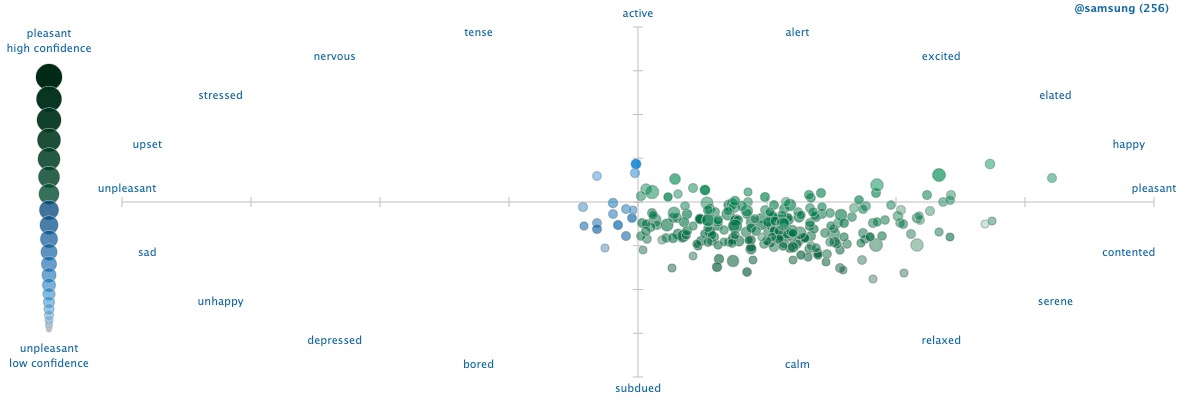 @samsung (256)
active
pleasant
high confidence
tense
alert
nervous
excited
stressed
elated
upset
happy
unpleasant
pleasant
sad
contented
unhappy
serene
depressed
relaxed
unpleasant
low confidence
bored
calm
subdued